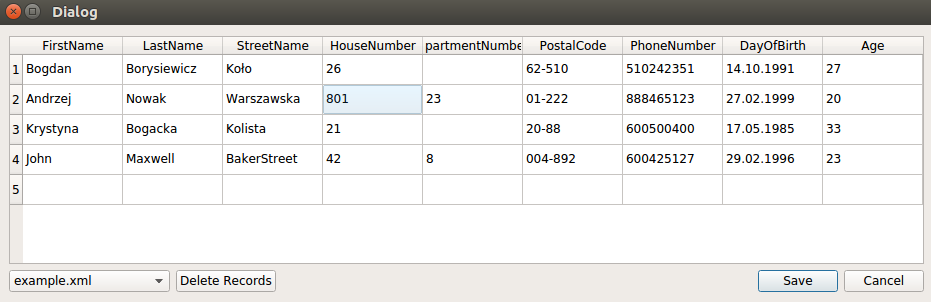 Dialog
FirstName LastName StreetName HouseNumber partmentNumbe PostalCode PhoneNumber DayOfBirth Age
1 Bogdan Borysiewicz Koło 26 62-510 510242351 14.10.1991 27
2 Andrzej Nowak Warszawska 801 23 01-222 888465123 27.02.1999 20
3 Krystyna Bogacka Kolista 21 20-88 600500400 17.05.1985 33
4 John Maxwell BakerStreet 42 8 004-892 600425127 29.02.1996 23
5
example.xml Delete Records Save Cancel